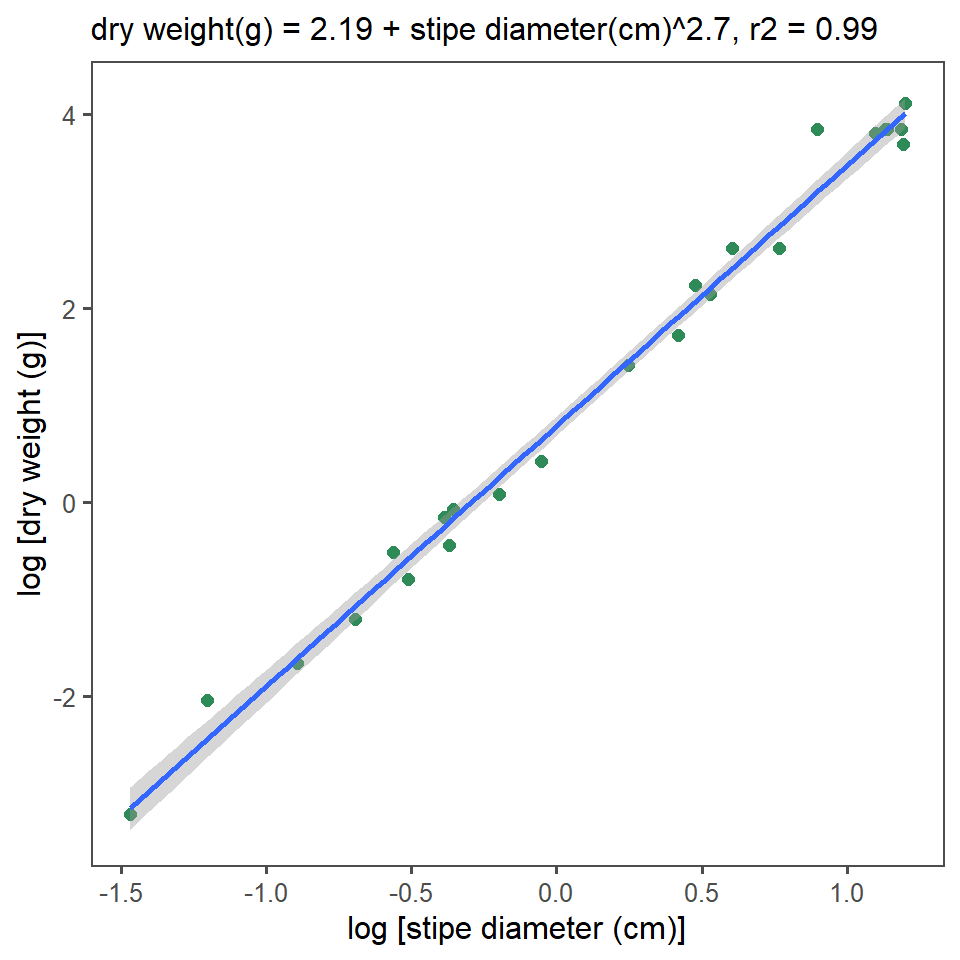 dry weight(g) = 2.19 + stipe diameter(cm)^2.7, r2 = 0.99
4
2
0
-2
log [dry weight (g)]
-1.5 -1.0 -0.5 0.0 0.5 1.0
log [stipe diameter (cm)]